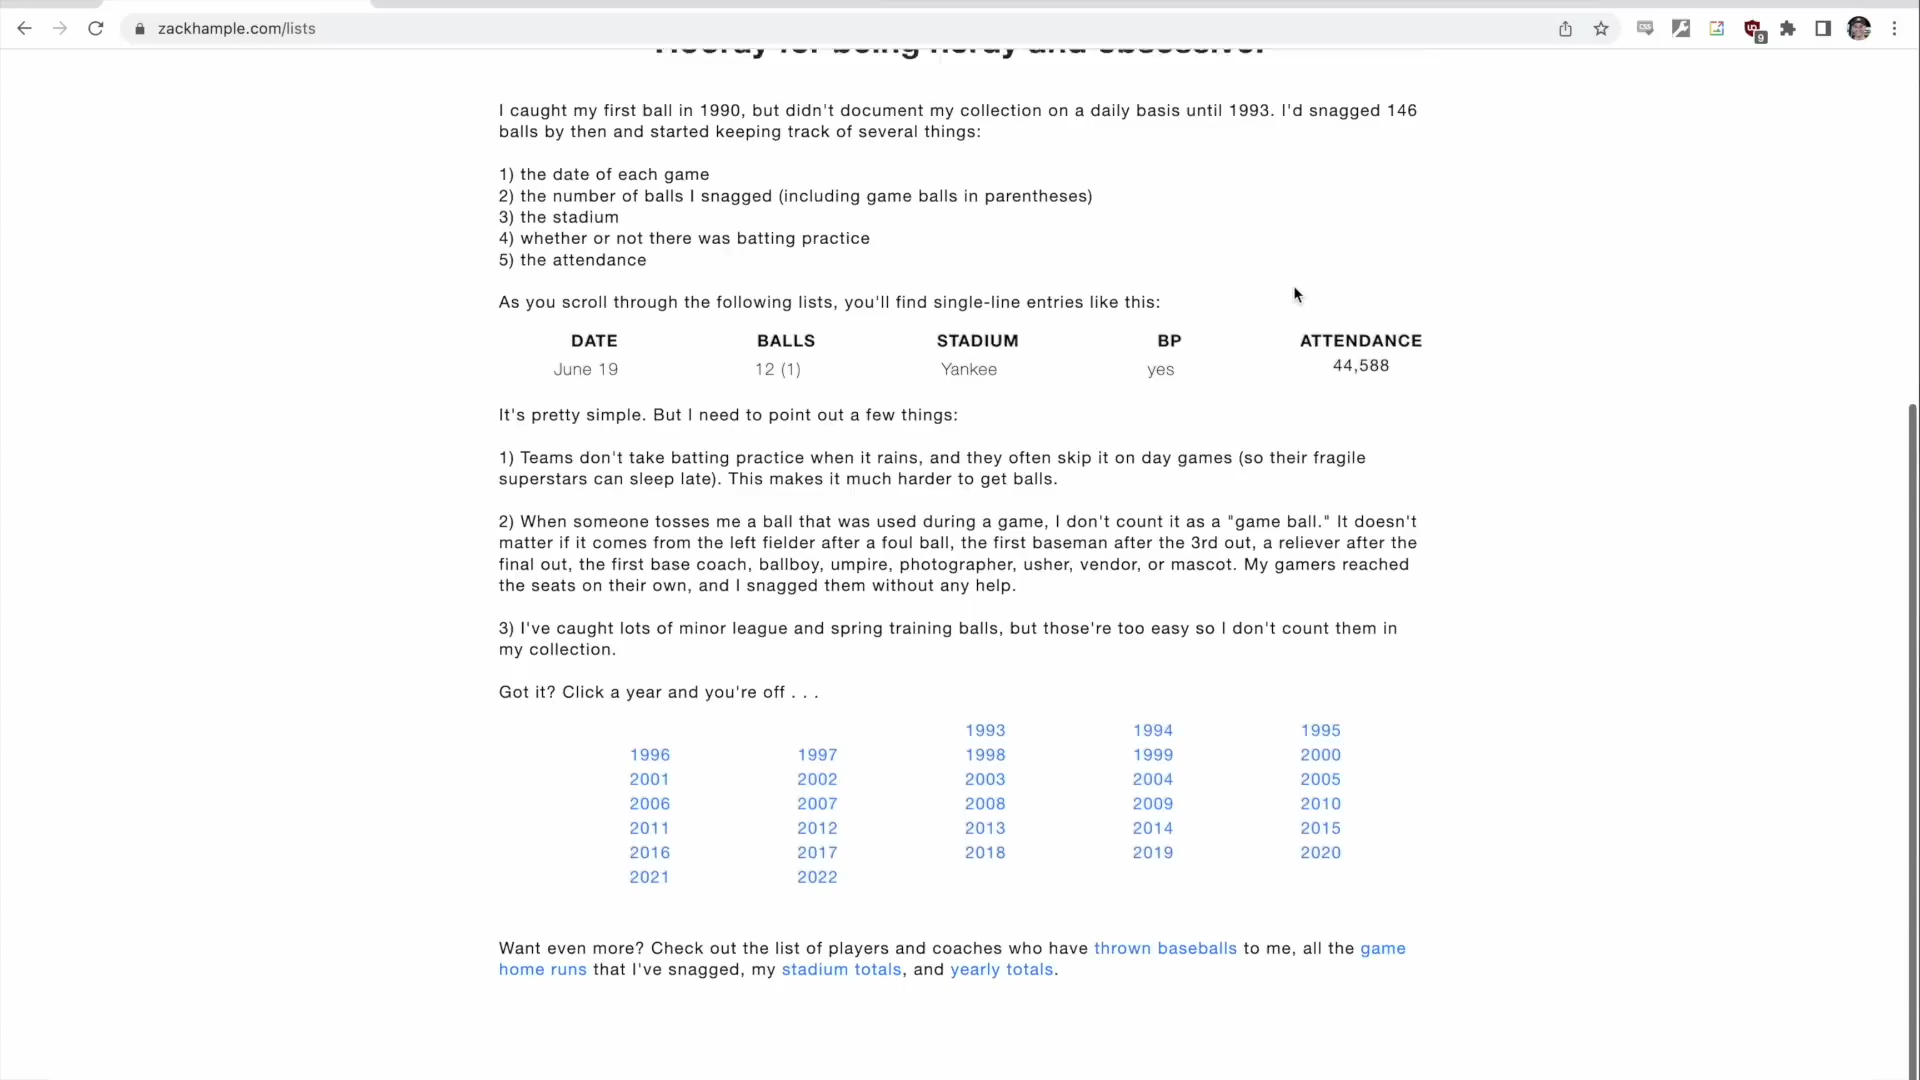 zackhample.com/lists
9
Hooray for being nerdy and obsessive!
I caught my first ball in 1990, but didn't document my collection on a daily basis until 1993. I'd snagged 146
balls by then and started keeping track of several things:
1) the date of each game
2) the number of balls I snagged (including game balls in parentheses)
3) the stadium
4) whether or not there was batting practice
5) the attendance
As you scroll through the following lists, you'll find single-line entries like this:
DATE BALLS STADIUM BP ATTENDANCE
June 19 12 (1) Yankee yes 44,588
It's pretty simple. But I need to point out a few things:
1) Teams don't take batting practice when it rains, and they often skip it on day games (so their fragile
superstars can sleep late). This makes it much harder to get balls.
2) When someone tosses me a ball that was used during a game, I don't count it as a "game ball." It doesn't
matter if it comes from the left fielder after a foul ball, the first baseman after the 3rd out, a reliever after the
final out, the first base coach, ballboy, umpire, photographer, usher, vendor, or mascot. My gamers reached
the seats on their own, and I snagged them without any help.
3) I've caught lots of minor league and spring training balls, but those're too easy so I don't count them in
my collection.
Got it? Click a year and you're off . . .
1993 1994 1995
1996 1997 1998 1999 2000
2001 2002 2003 2004 2005
2006 2007 2008 2009 2010
2011 2012 2013 2014 2015
2016 2017 2018 2019 2020
2021 2022
Want even more? Check out the list of players and coaches who have thrown baseballs to me, all the game
home runs that I've snagged, my stadium totals, and yearly totals.